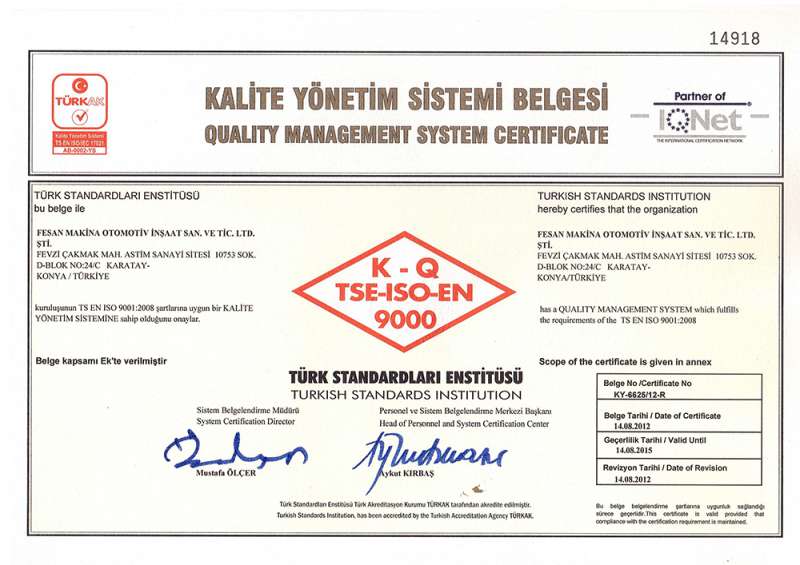 14918
TÜRKAK
Kalite Yönetim Sistemi
TS EN ISO/IEC 17021
AB-0002-YS
KALİTE YÖNETİM SİSTEMİ BELGESİ
QUALITY MANAGEMENT SYSTEM CERTIFICATE
Partner of
IQNet
THE INTERNATIONAL CERTIFICATION NETWORK
TÜRK STANDARDLARI ENSTİTÜSÜ
bu belge ile
FESAN MAKİNA OTOMOTİV İNŞAAT SAN. VE TİC. LTD.
ŞTİ.
FEVZİ ÇAKMAK MAH. ASTİM SANAYİ SİTESİ 10753 SOK.
D-BLOK NO:24/C KARATAY-
KONYA / TÜRKİYE
kuruluşunun TS EN ISO 9001:2008 şartlarına uygun bir KALİTE
YÖNETİM SİSTEMİNE sahip olduğunu onaylar.
Belge kapsamı Ek'te verilmiştir
K - Q
TSE-ISO-EN
9000
TURKISH STANDARDS INSTITUTION
hereby certifies that the organization
FESAN MAKİNA OTOMOTİV İNŞAAT SAN. VE TİC. LTD.
ŞTİ.
FEVZİ ÇAKMAK MAH. ASTİM SANAYİ SİTESİ 10753 SOK.
D-BLOK NO:24/C KARATAY-
KONYA/TÜRKİYE
has a QUALITY MANAGEMENT SYSTEM which fulfills
the requirements of the TS EN ISO 9001:2008
Scope of the certificate is given in annex
TÜRK STANDARDLARI ENSTİTÜSÜ
TURKISH STANDARDS INSTITUTION
Sistem Belgelendirme Müdürü
System Certification Director
Mustafa ÖLÇER
Personel ve Sistem Belgelendirme Merkezi Başkanı
Head of Personnel and System Certification Center
Aykut KIRBAŞ
Belge No /Certificate No
KY-6625/12-R
Belge Tarihi / Date of Certificate
14.08.2012
Geçerlilik Tarihi / Valid Until
14.08.2015
Revizyon Tarihi / Date of Revision
14.08.2012
Türk Standardları Enstitüsü Türk Akreditasyon Kurumu TÜRKAK tarafından akredite edilmiştir.
Turkish Standards Institution, has been accredited by the Turkish Accreditation Agency TÜRKAK.
Bu belge belgelendirme şartlarına uygunluk sağlandığı
sürece geçerlidir.This certificate is valid provided that
compliance with the certification requirement is maintained.